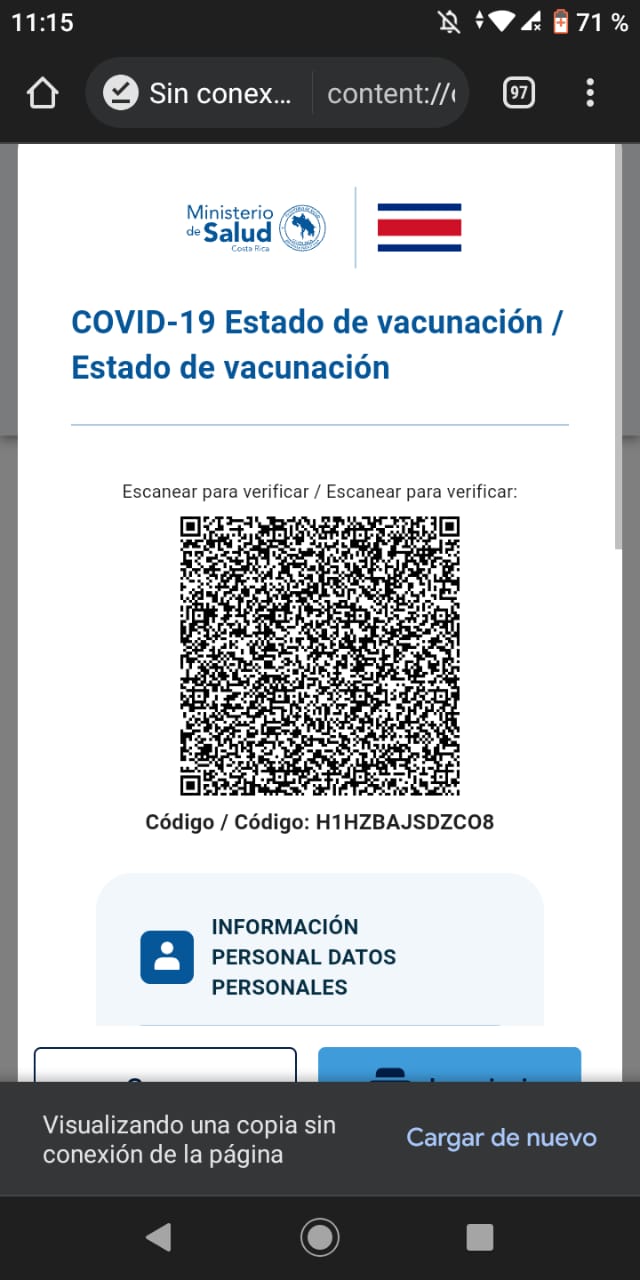 11:15
71 %
Sin conex...
content://
97
Ministerio
de Salud
Costa Rica
COVID-19 Estado de vacunación /
Estado de vacunación
Escanear para verificar / Escanear para verificar:
Código / Código: H1HZBAJSDZCO8
INFORMACIÓN
PERSONAL DATOS
PERSONALES
Visualizando una copia sin
conexión de la página
Cargar de nuevo